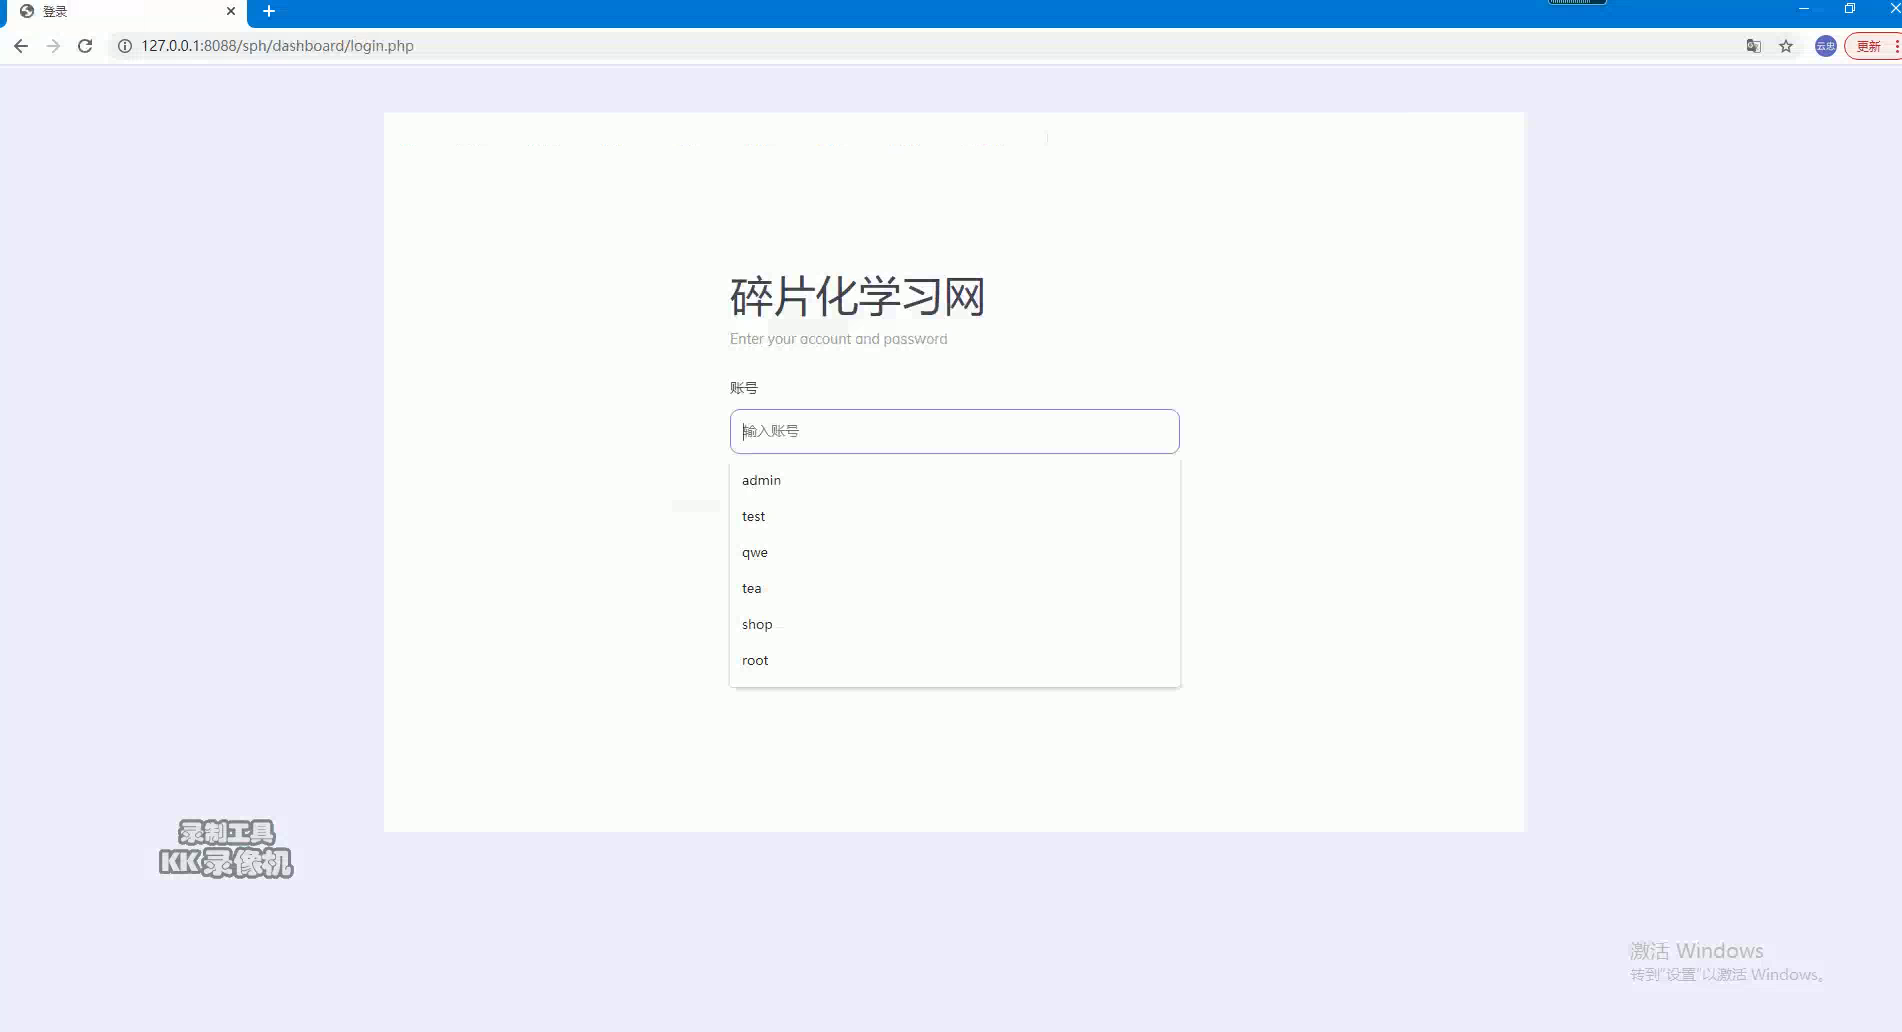 登录
127.0.0.1:8088/sph/dashboard/login.php
云忠
更新
碎片化学习网
Enter your account and password
账号
输入账号
admin
test
qwe
tea
shop
root
录制工具
KK录像机
激活 Windows
转到"设置"以激活 Windows。